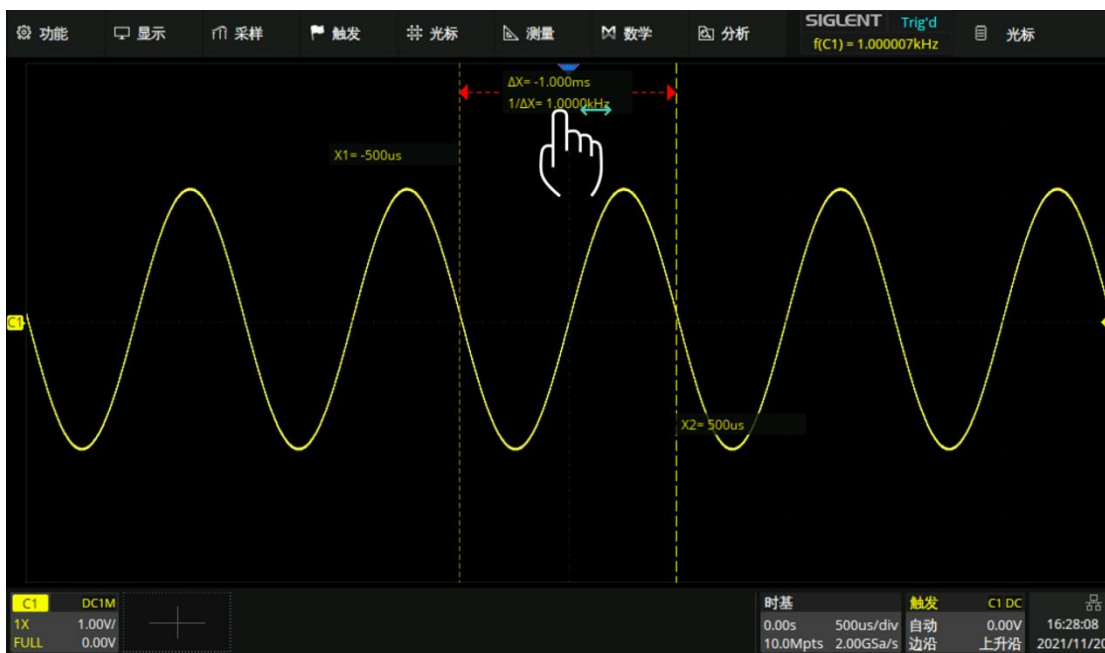 功能 显示 采样 触发 光标 测量 数学 分析 SIGLENT Trig'd 光标
f(C1) = 1.000007kHz
ΔX= -1.000ms
1/ΔX= 1.0000kHz
X1= -500us
C1
X2= 500us
C1 DC1M 时基 触发 C1 DC
1X 1.00V/ 0.00s 500us/div 自动 0.00V 16:28:08
FULL 0.00V 10.0Mpts 2.00GSa/s 边沿 上升沿 2021/11/20